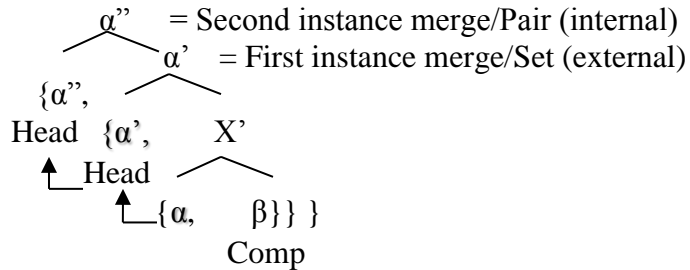 α” = Second instance merge/Pair (internal)
α’ = First instance merge/Set (external)
{α”,
Head {α’, X’
Head
{α, β}} }
Comp